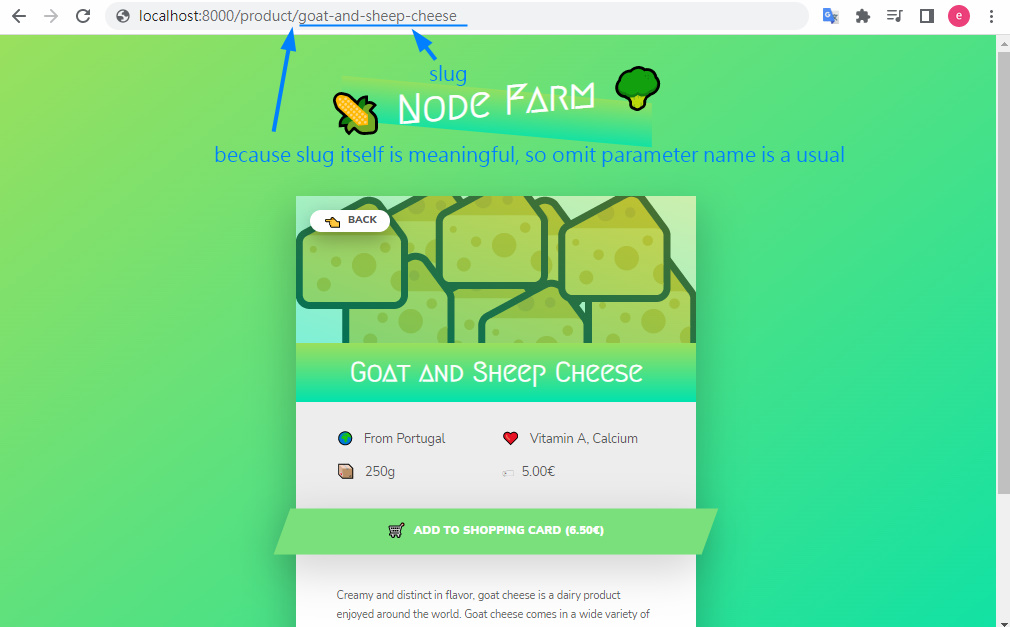 localhost:8000/product/goat-and-sheep-cheese
e
slug
Node Farm
because slug itself is meaningful, so omit parameter name is a usual
BACK
Goat and Sheep Cheese
From Portugal
Vitamin A, Calcium
250g
5.00€
ADD TO SHOPPING CARD (6.50€)
Creamy and distinct in flavor, goat cheese is a dairy product
enjoyed around the world. Goat cheese comes in a wide variety of